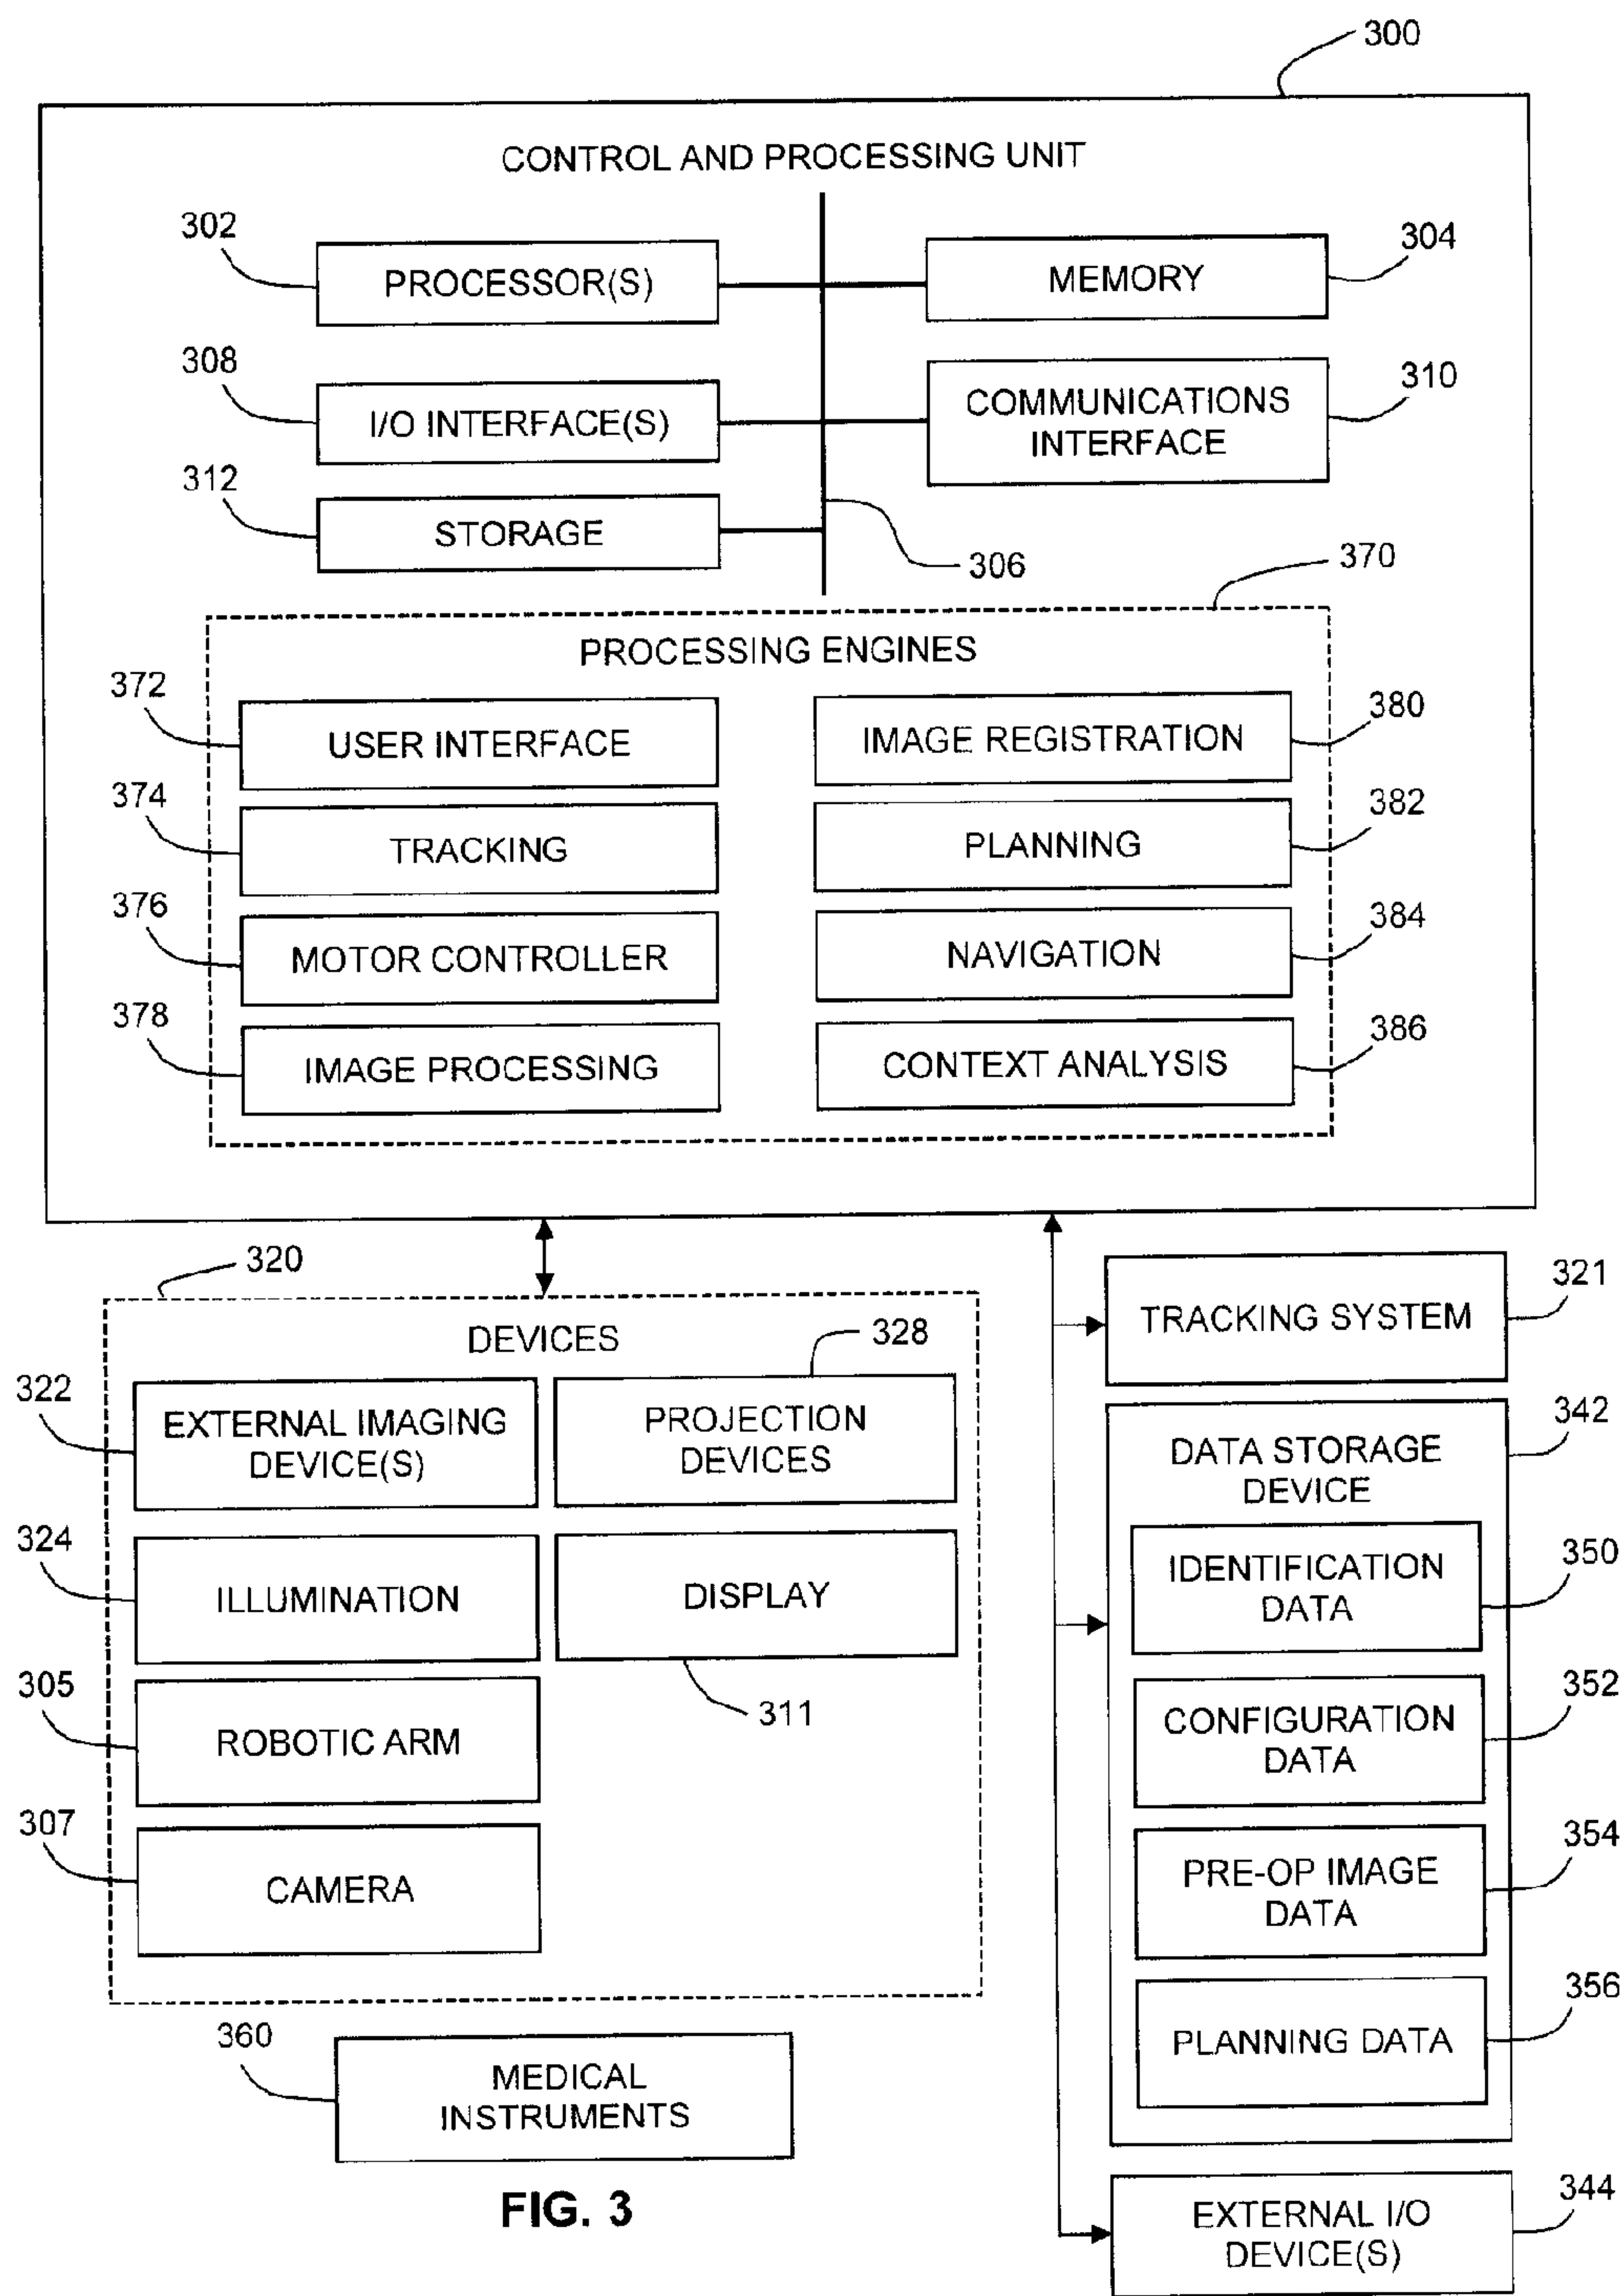 300
CONTROL AND PROCESSING UNIT
302
PROCESSOR(S)
MEMORY
304
308
I/O INTERFACE(S)
COMMUNICATIONS
INTERFACE
310
312
STORAGE
306
370
PROCESSING ENGINES
372
USER INTERFACE
IMAGE REGISTRATION
380
374
TRACKING
PLANNING
382
376
MOTOR CONTROLLER
NAVIGATION
384
378
IMAGE PROCESSING
CONTEXT ANALYSIS
386
320
DEVICES
328
322
EXTERNAL IMAGING
DEVICE(S)
PROJECTION
DEVICES
324
ILLUMINATION
DISPLAY
311
305
ROBOTIC ARM
307
CAMERA
360
MEDICAL
INSTRUMENTS
TRACKING SYSTEM
321
342
DATA STORAGE
DEVICE
IDENTIFICATION
DATA
350
CONFIGURATION
DATA
352
PRE-OP IMAGE
DATA
354
PLANNING DATA
356
EXTERNAL I/O
DEVICE(S)
344
FIG. 3